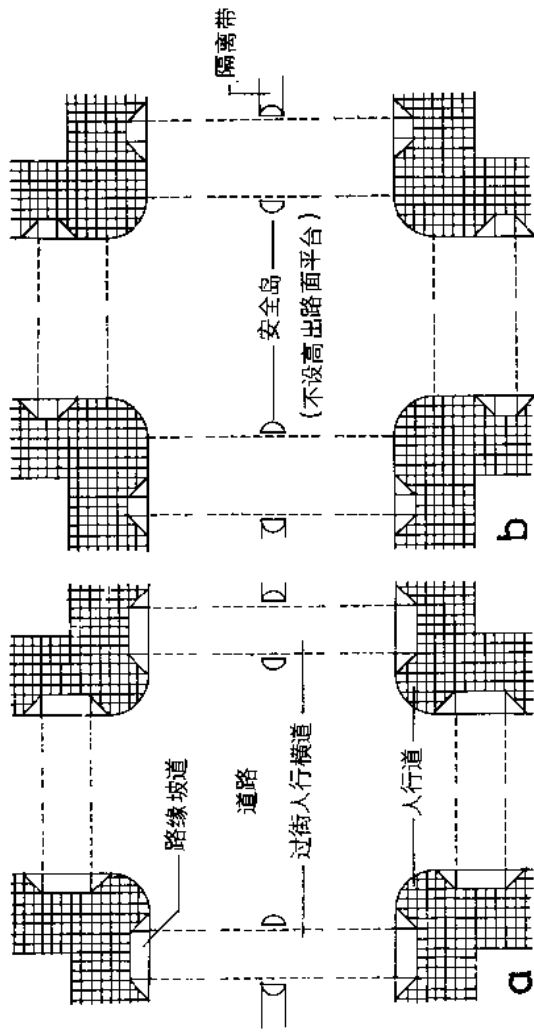 路缘坡道
道路
过街人行横道
人行道
a
隔离带
安全岛
(不设高出路面平台)
b